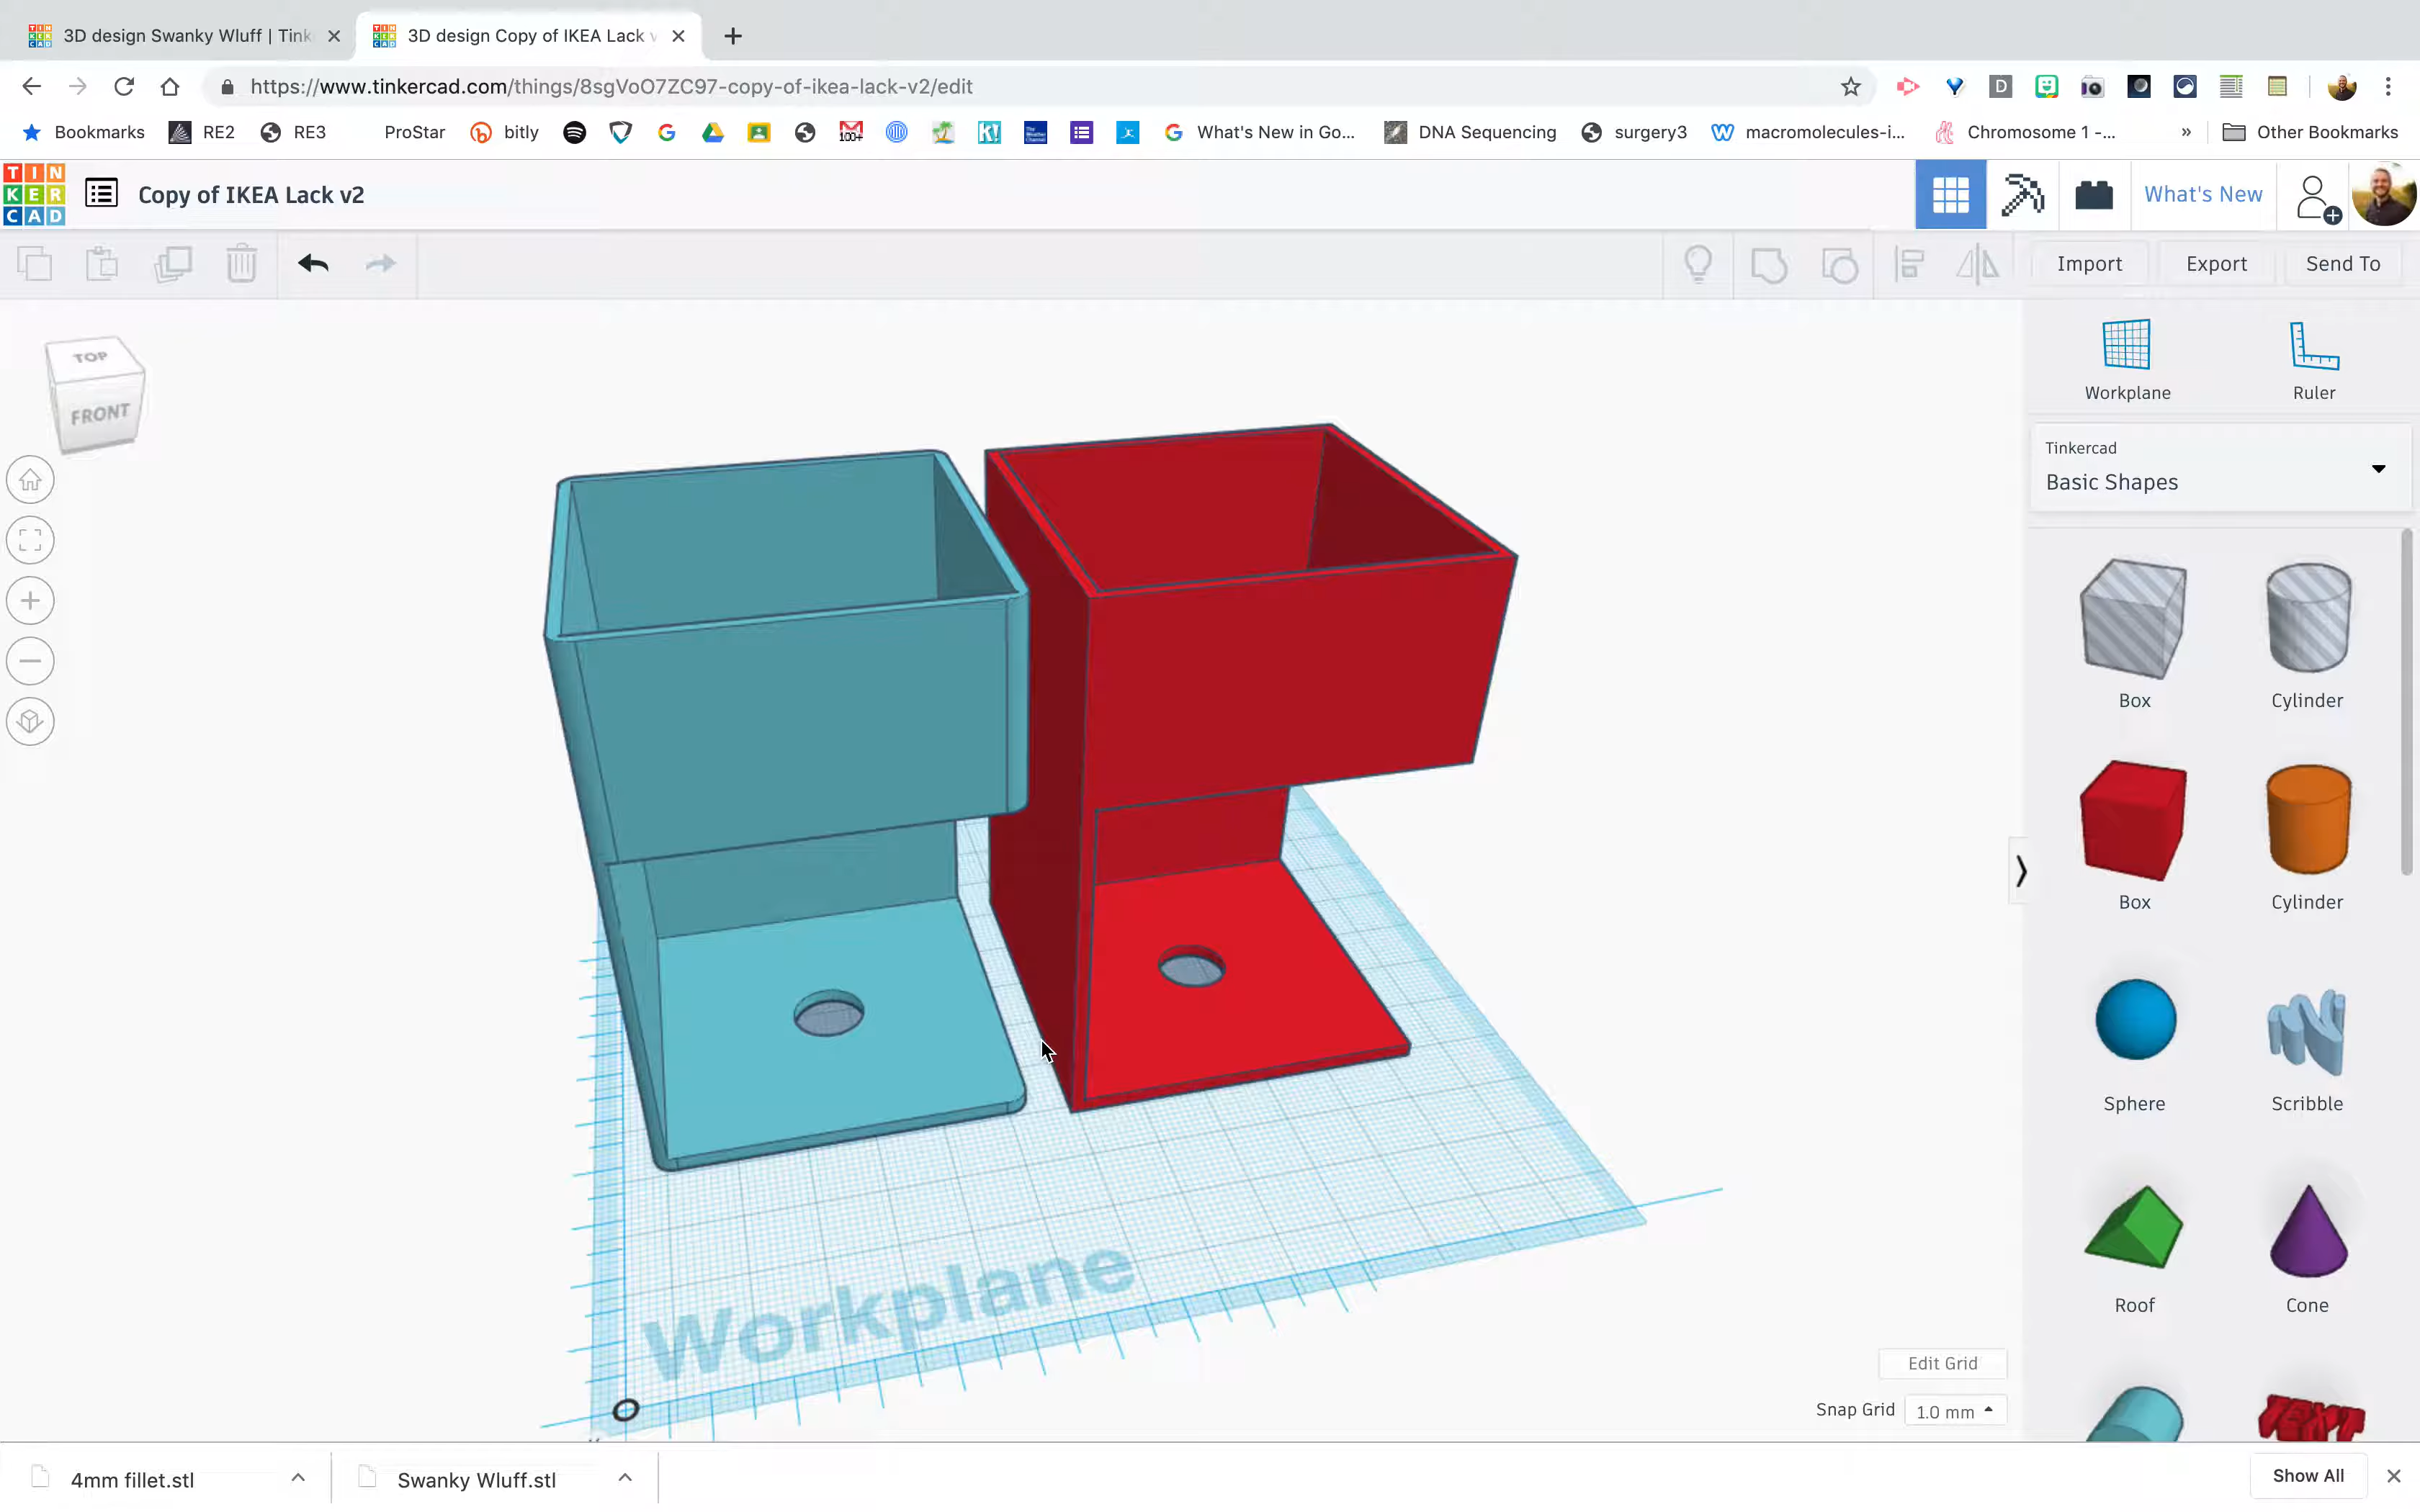 3D design Swanky Wluff | Tink
3D design Copy of IKEA Lack v
https://www.tinkercad.com/things/8sgVoO7ZC97-copy-of-ikea-lack-v2/edit
Bookmarks RE2 RE3 ProStar bitly What's New in Go... DNA Sequencing surgery3 macromolecules-i... Chromosome 1 -... » Other Bookmarks
TIN
KER
CAD
Copy of IKEA Lack v2
What's New
Import Export Send To
TOP
FRONT
Workplane Ruler
Tinkercad
Basic Shapes
Box Cylinder
Box Cylinder
Sphere Scribble
Roof Cone
TEXT
Workplane
Edit Grid
Snap Grid 1.0 mm
4mm fillet.stl Swanky Wluff.stl Show All